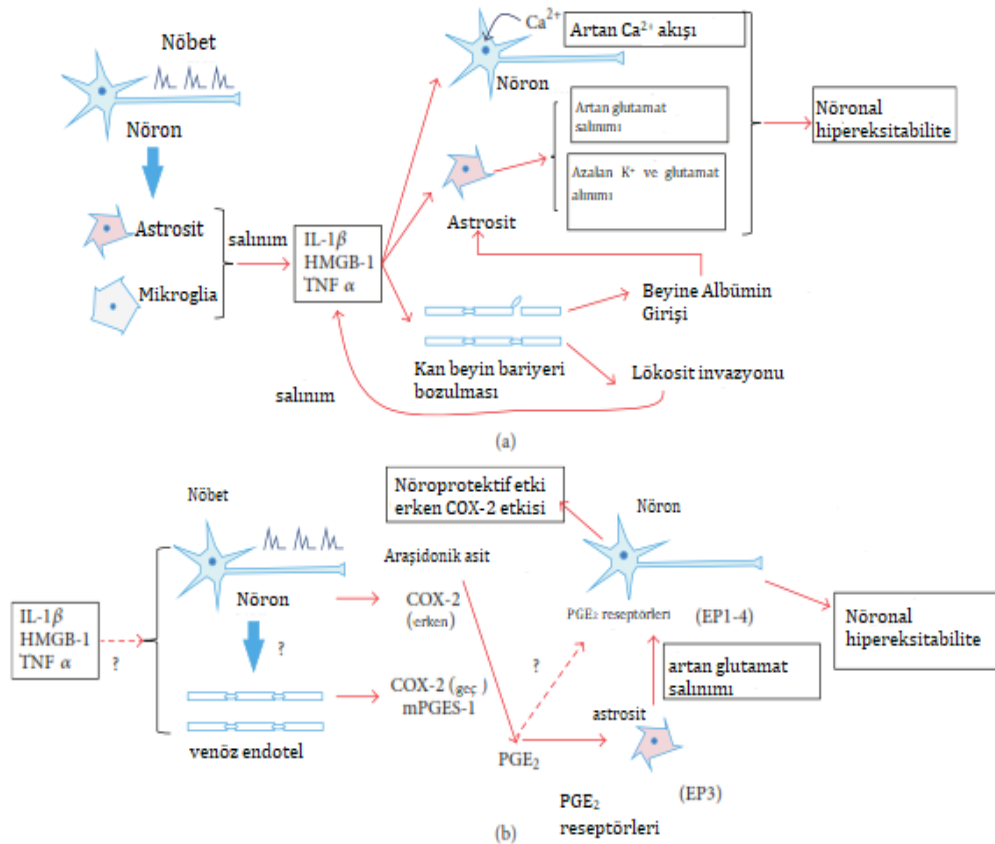 Nöbet
Nöron
Astrosit
Mikroglia
salınım
IL-1β
HMGB-1
TNF α
Ca²⁺
Artan Ca²⁺ akışı
Nöron
Artan glutamat
salınımı
Azalan K⁺ ve glutamat
alınımı
Astrosit
Nöronal
hipereksitabilite
Beyine Albümin
Girişi
Kan beyin bariyeri
bozulması
Lökosit invazyonu
salınım
(a)
Nöbet
Nöroprotektif etki
erken COX-2 etkisi
Nöron
Araşidonik asit
IL-1β
HMGB-1
TNF α
?
Nöron
?
COX-2
(erken)
PGE₂ reseptörleri
(EP1-4)
Nöronal
hipereksitabilite
COX-2 (geç)
mPGES-1
venöz endotel
?
artan glutamat
salınımı
astrosit
PGE₂
(EP3)
PGE₂
reseptörleri
(b)